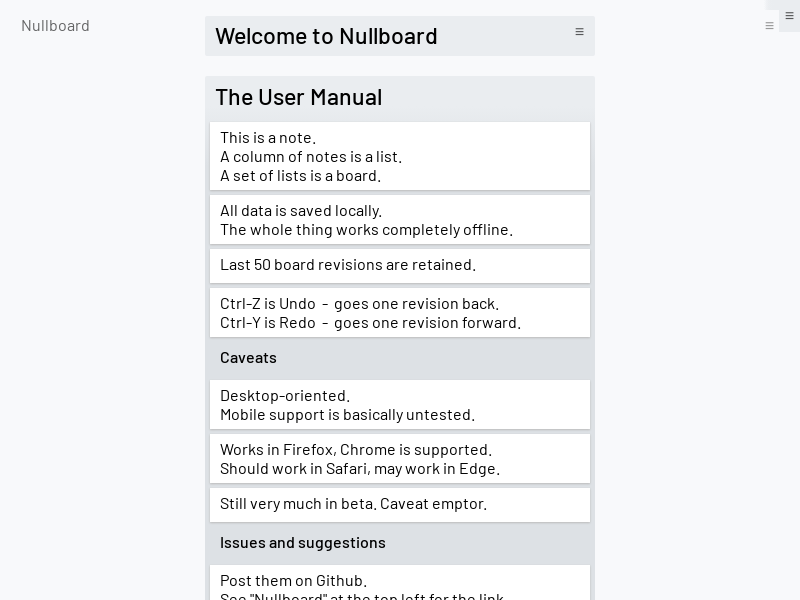 Nullboard
Welcome to Nullboard
The User Manual
This is a note.
A column of notes is a list.
A set of lists is a board.
All data is saved locally.
The whole thing works completely offline.
Last 50 board revisions are retained.
Ctrl-Z is Undo - goes one revision back.
Ctrl-Y is Redo - goes one revision forward.
Caveats
Desktop-oriented.
Mobile support is basically untested.
Works in Firefox, Chrome is supported.
Should work in Safari, may work in Edge.
Still very much in beta. Caveat emptor.
Issues and suggestions
Post them on Github.
See "Nullboard" at the top left for the link.